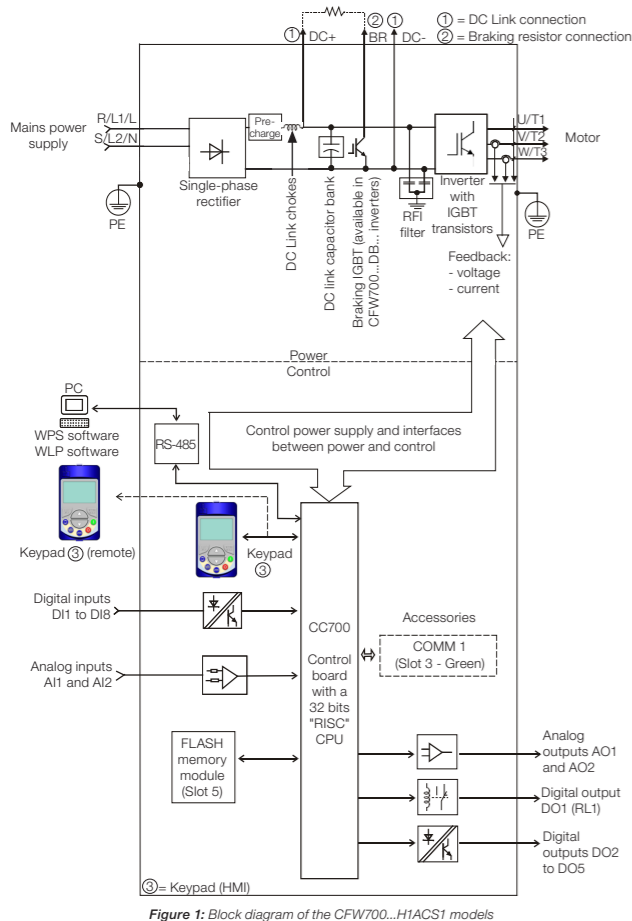 ① DC+
② BR
① DC-
① = DC Link connection
② = Braking resistor connection
Mains power
supply
R/L1/L
S/L2/N
Pre-
charge
Single-phase
rectifier
DC Link chokes
DC link capacitor bank
Braking IGBT (available in
CFW700...DB... inverters)
RFI
filter
Inverter
with IGBT
transistors
U/T1
V/T2
W/T3
Motor
PE
PE
Feedback:
- voltage
- current
Power
Control
PC
WPS software
WLP software
RS-485
Control power supply and interfaces
between power and control
Keypad ③ (remote)
Keypad
③
Digital inputs
DI1 to DI8
Analog inputs
AI1 and AI2
FLASH
memory
module
(Slot 5)
CC700
Control
board
with a
32 bits
"RISC"
CPU
Accessories
COMM 1
(Slot 3 - Green)
Analog
outputs AO1
and AO2
Digital output
DO1 (RL1)
Digital
outputs DO2
to DO5
③= Keypad (HMI)
Figure 1: Block diagram of the CFW700...H1ACS1 models